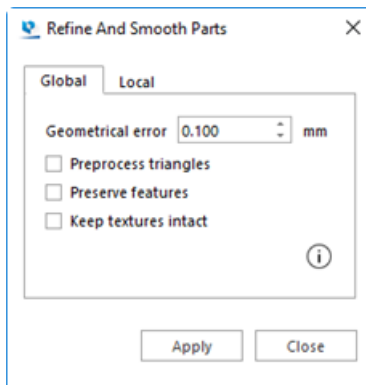 Refine And Smooth Parts
Global Local
Geometrical error 0.100 mm
Preprocess triangles
Preserve features
Keep textures intact
Apply Close